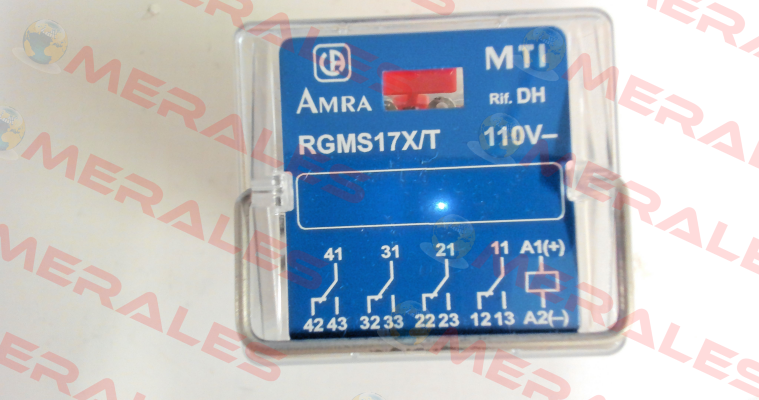 MTI
AMRA
Rif. DH
RGMS17X/T 110V–
41 31 21 11 A1(+)
42 43 32 33 22 23 12 13 A2(–)
MERALES
MERALES
MERALES
MERALES
MERALES